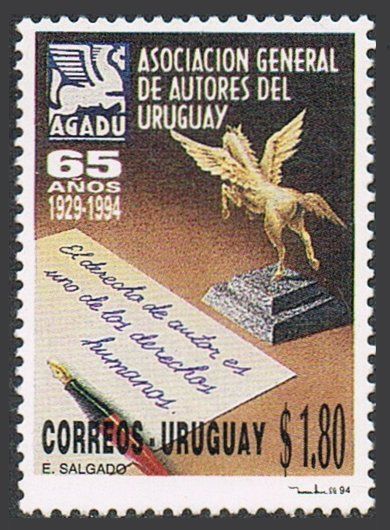 ASOCIACION GENERAL
DE AUTORES DEL
URUGUAY
AGADU
65
AÑOS
1929-1994
El derecho de autor es
uno de los derechos
humanos.
CORREOS - URUGUAY $ 1.80
E. SALGADO
94